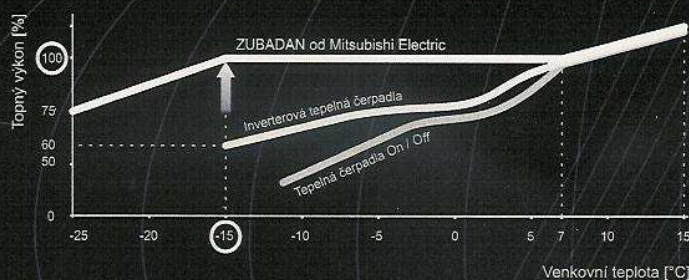 Topný výkon [%]
ZUBADAN od Mitsubishi Electric
100
75
Inverterová tepelná čerpadla
60
50
Tepelná čerpadla On / Off
0
-25 -20 -15 -10 -5 0 5 7 10 15
Venkovní teplota [°C]